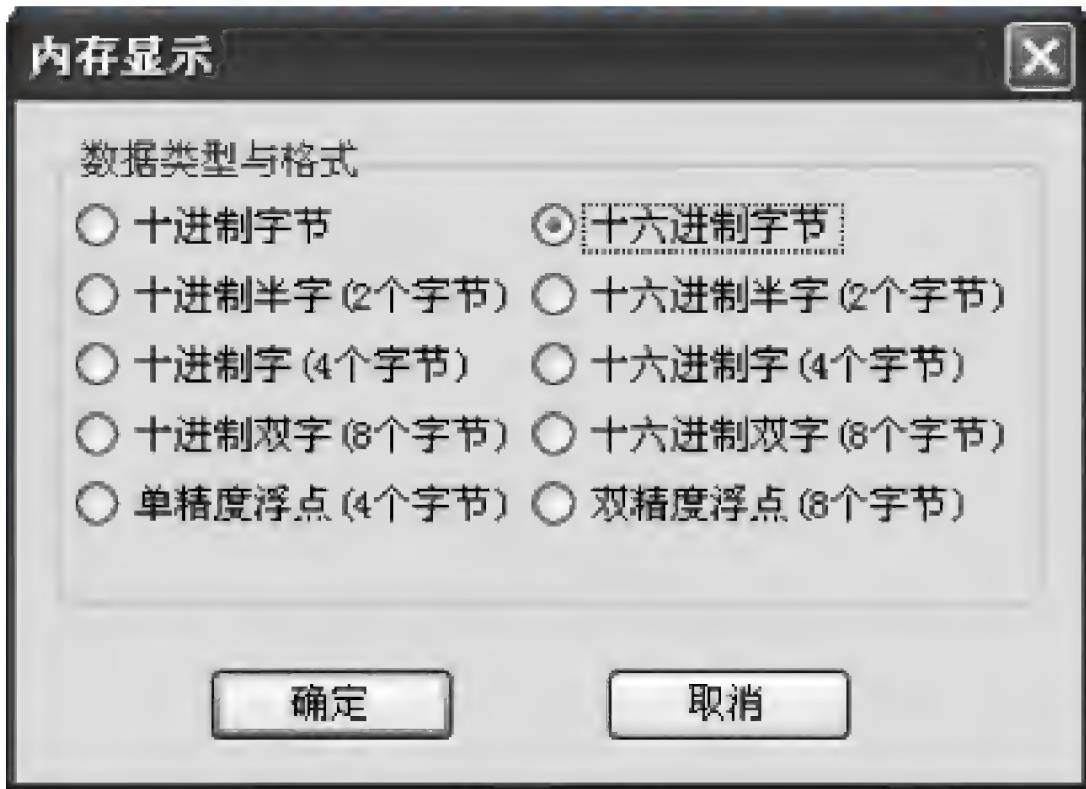 内存显示
数据类型与格式
十进制字节 十六进制字节
十进制半字(2个字节) 十六进制半字(2个字节)
十进制字(4个字节) 十六进制字(4个字节)
十进制双字(8个字节) 十六进制双字(8个字节)
单精度浮点(4个字节) 双精度浮点(8个字节)
确定 取消